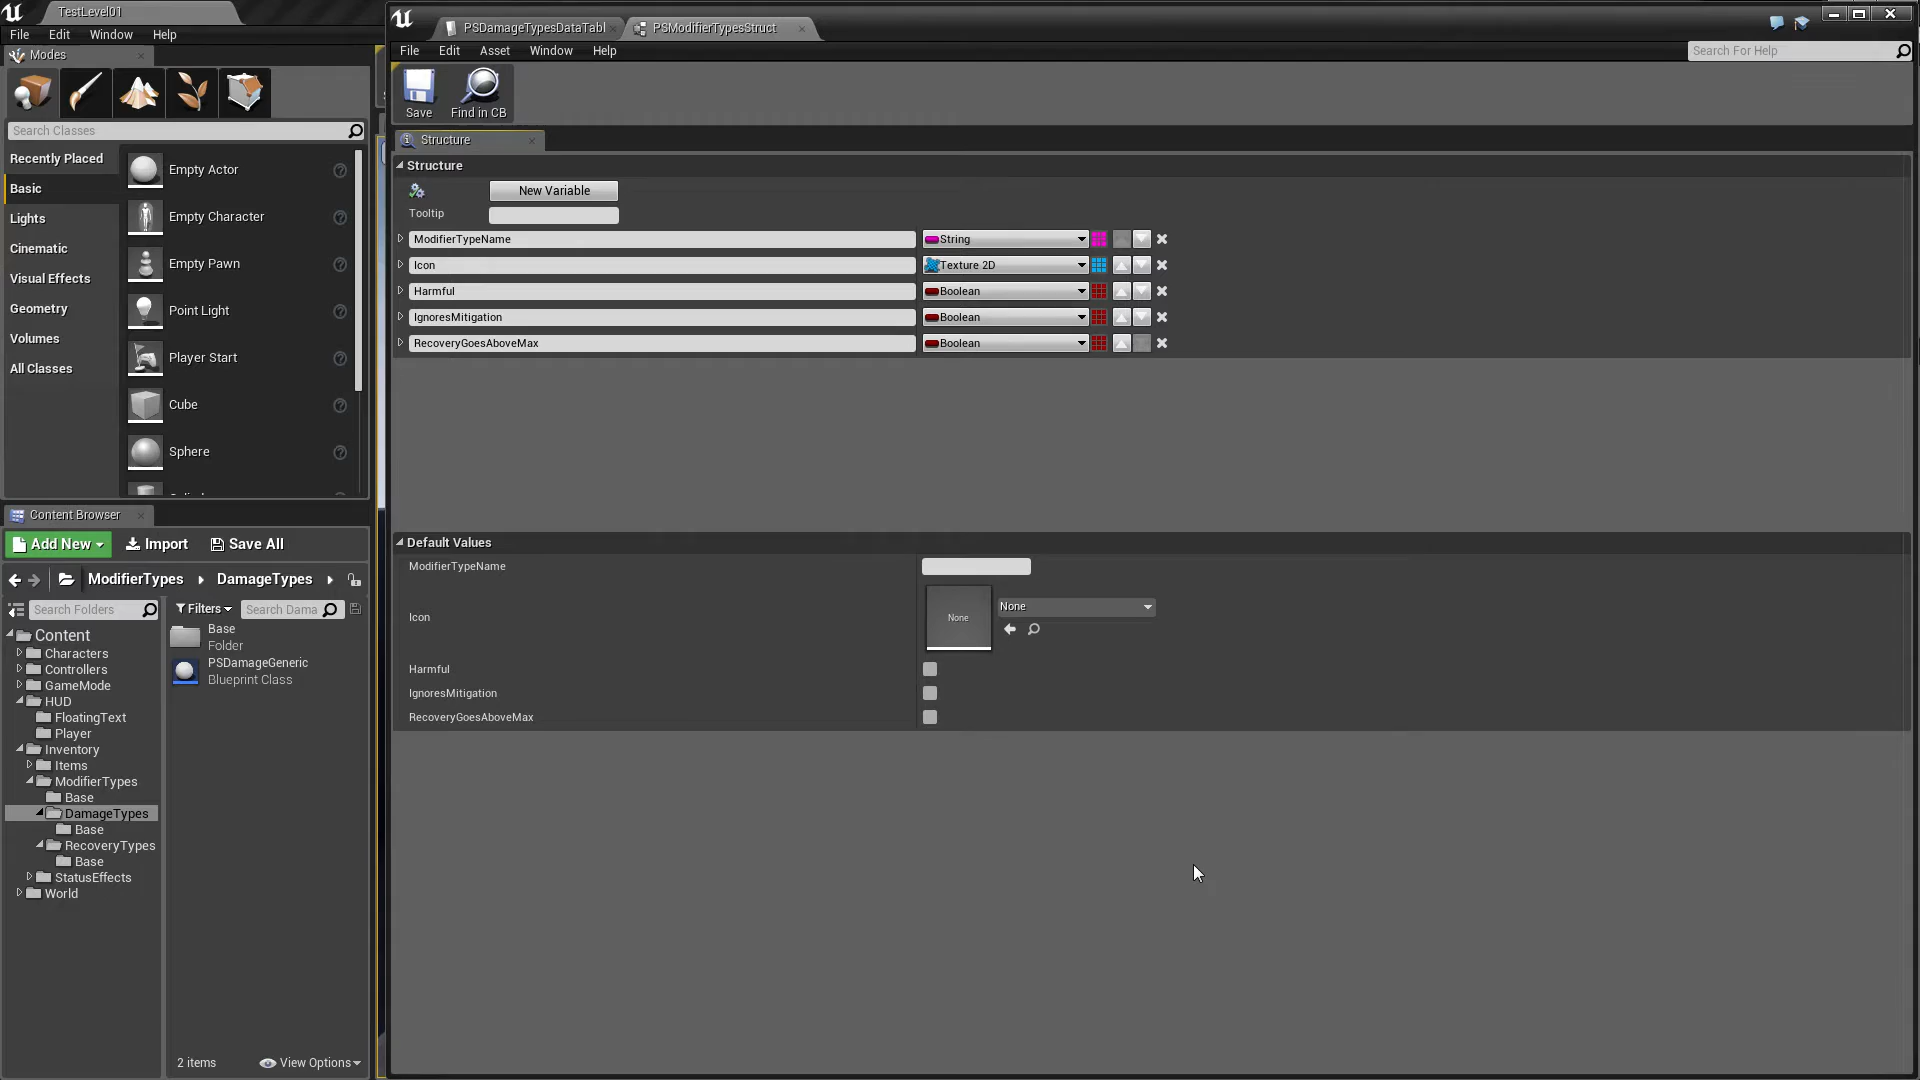 TestLevel01
File Edit Window Help
Modes
Search Classes
Recently Placed
Basic
Lights
Cinematic
Visual Effects
Geometry
Volumes
All Classes
Empty Actor
Empty Character
Empty Pawn
Point Light
Player Start
Cube
Sphere
Content Browser
Add New Import Save All
ModifierTypes DamageTypes
Search Folders
Filters Search Dama
Content
Characters
Controllers
GameMode
HUD
FloatingText
Player
Inventory
Items
ModifierTypes
Base
DamageTypes
Base
RecoveryTypes
Base
StatusEffects
World
Base
Folder
PSDamageGeneric
Blueprint Class
2 items View Options
PSDamageTypesDataTabl PSModifierTypesStruct
File Edit Asset Window Help
Search For Help
Save Find in CB
Structure
Structure
New Variable
Tooltip
ModifierTypeName String
Icon Texture 2D
Harmful Boolean
IgnoresMitigation Boolean
RecoveryGoesAboveMax Boolean
Default Values
ModifierTypeName
Icon None None
Harmful
IgnoresMitigation
RecoveryGoesAboveMax